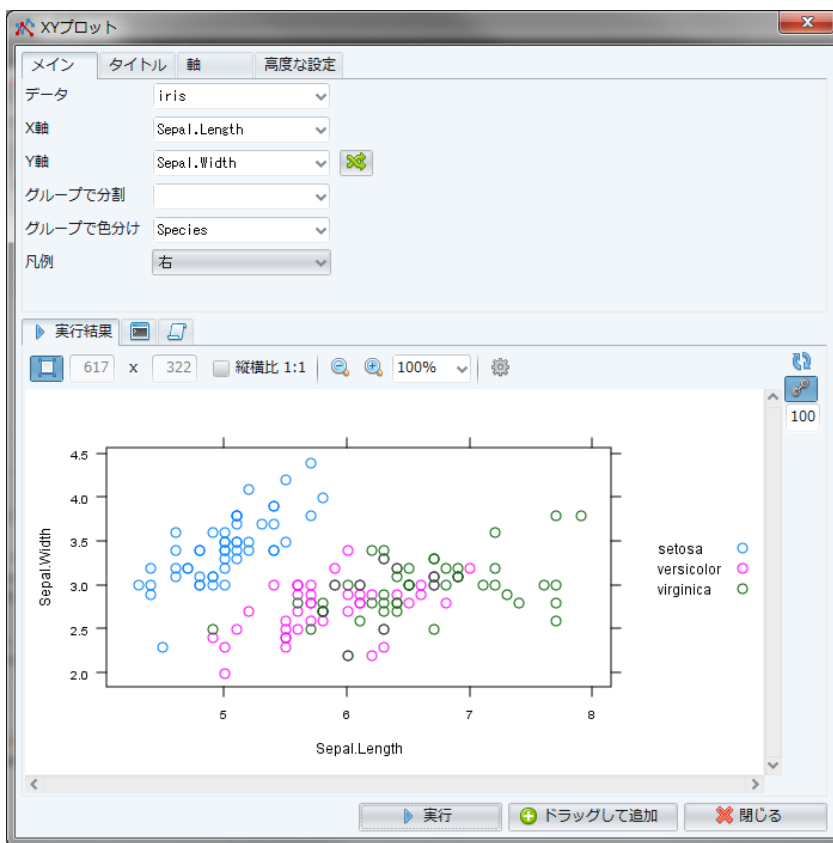 XYプロット
メイン タイトル 軸 高度な設定
データ iris
X軸 Sepal.Length
Y軸 Sepal.Width
グループで分割
グループで色分け Species
凡例 右
実行結果
617 x 322 縦横比 1:1 100%
100
4.5
4.0
3.5
3.0
2.5
2.0
Sepal.Width
5 6 7 8
Sepal.Length
setosa
versicolor
virginica
実行 ドラッグして追加 閉じる